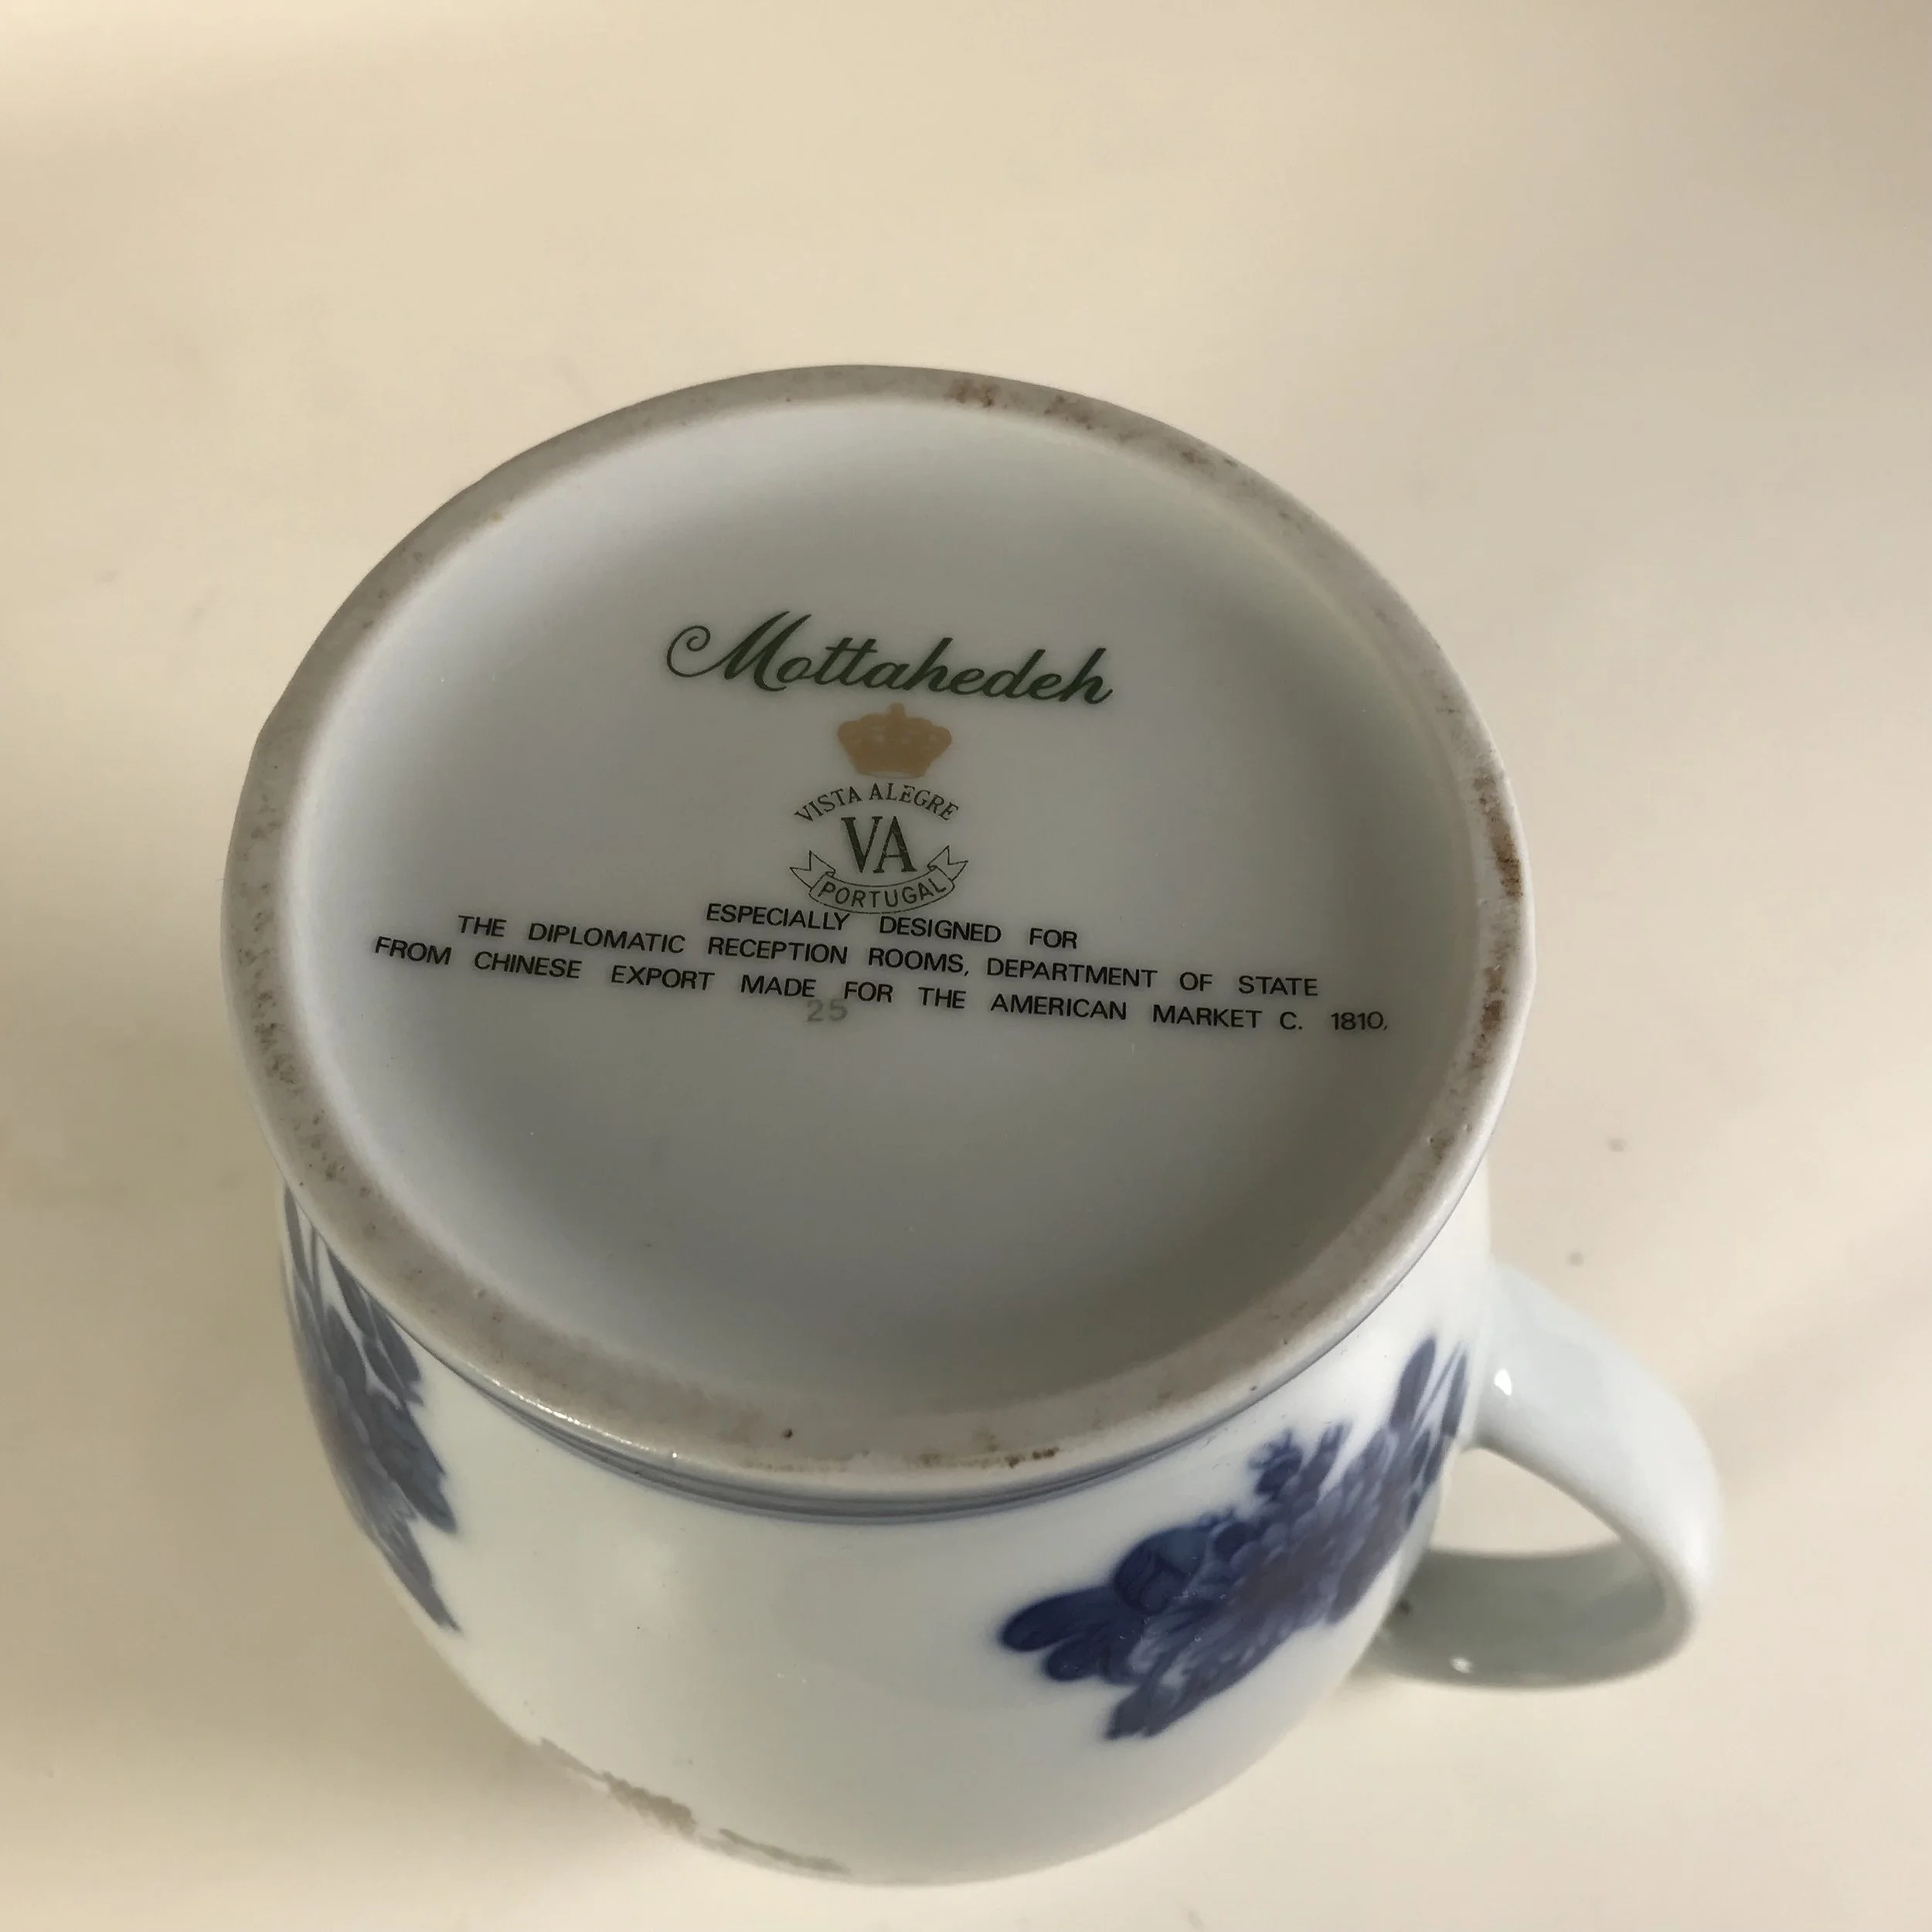 Mottahedeh
VISTA ALEGRE
VA
PORTUGAL
ESPECIALLY DESIGNED FOR
THE DIPLOMATIC RECEPTION ROOMS, DEPARTMENT OF STATE
FROM CHINESE EXPORT MADE FOR THE AMERICAN MARKET C. 1810,
25